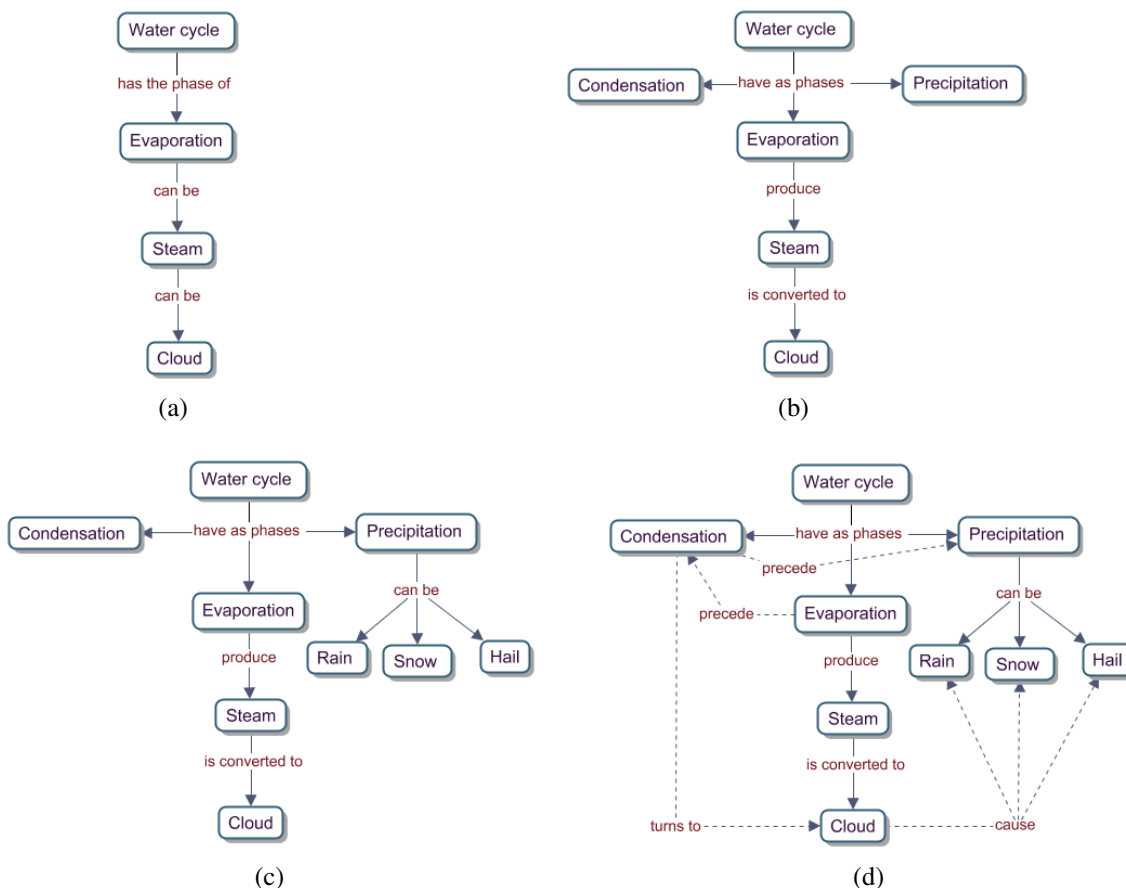 Water cycle
has the phase of
Evaporation
can be
Steam
can be
Cloud
(a)
Water cycle
Condensation have as phases Precipitation
Evaporation
produce
Steam
is converted to
Cloud
(b)
Water cycle
Condensation have as phases Precipitation
can be
Evaporation
Rain Snow Hail
produce
Steam
is converted to
Cloud
(c)
Water cycle
Condensation have as phases Precipitation
precede
can be
precede Evaporation
produce
Rain Snow Hail
Steam
is converted to
turns to Cloud cause
(d)